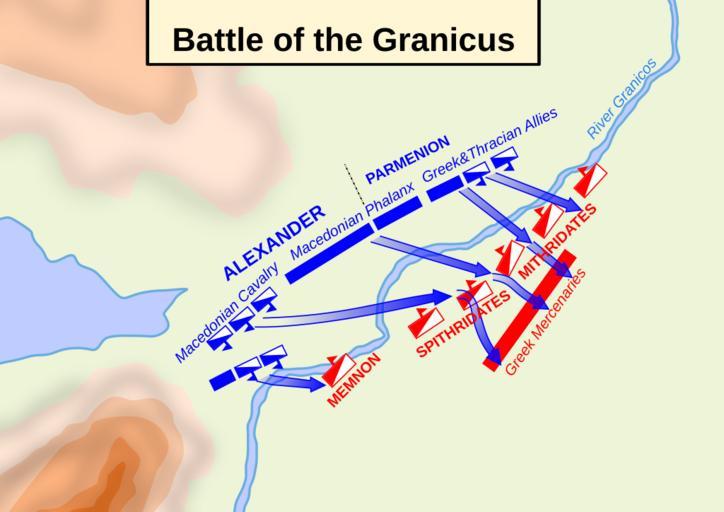 Battle of the Granicus
River Granicos
PARMENION
Greek&Thracian Allies
ALEXANDER
Macedonian Phalanx
Macedonian Cavalry
MITHRIDATES
SPITHRIDATES
Greek Mercenaries
MEMNON